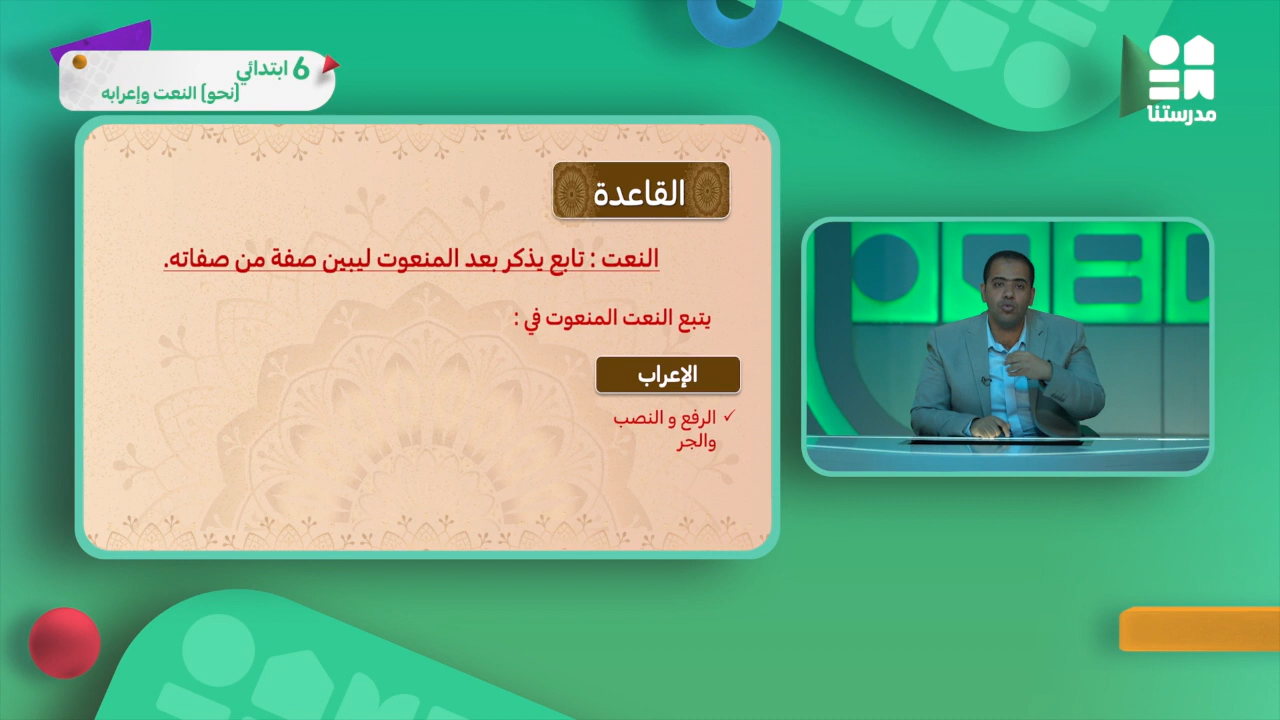 6 ابتدائي
(نحو) النعت وإعرابه
مدرستنا
القاعدة
النعت : تابع يذكر بعد المنعوت ليبين صفة من صفاته.
يتبع النعت المنعوت في :
الإعراب
✓ الرفع و النصب
والجر